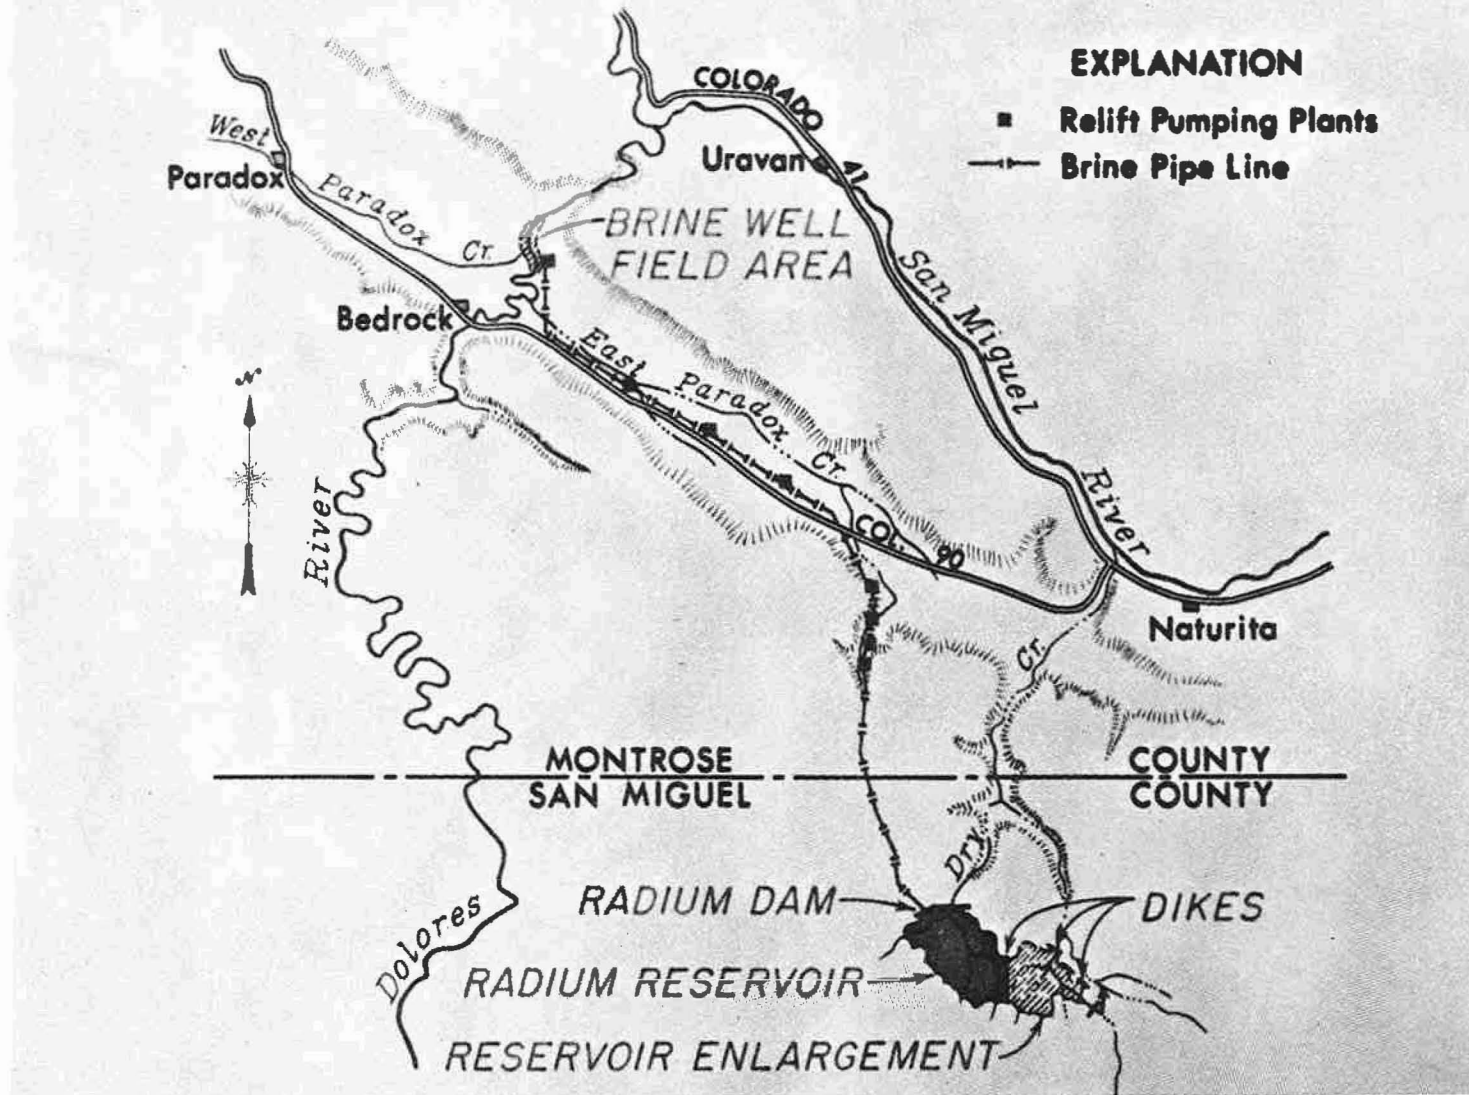 EXPLANATION
Relift Pumping Plants
Brine Pipe Line
COLORADO
41
Uravan
West
Paradox
Paradox
Cr.
BRINE WELL
FIELD AREA
San Miguel
River
Bedrock
East
Paradox
Cr.
N
COL.
90
River
Naturita
Cr.
MONTROSE
COUNTY
SAN MIGUEL
COUNTY
Dry
RADIUM DAM
DIKES
Dolores
RADIUM RESERVOIR
RESERVOIR ENLARGEMENT